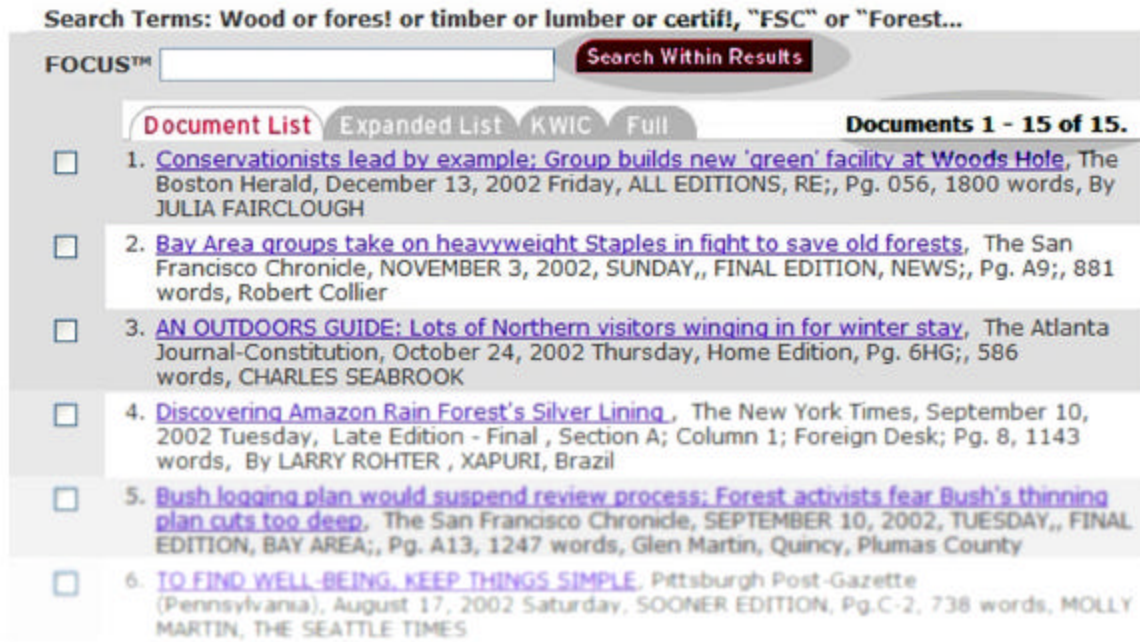 Search Terms: Wood or fores! or timber or lumber or certif!, "FSC" or "Forest...
FOCUS™ Search Within Results
Document List Expanded List KWIC Full Documents 1 - 15 of 15.
1. Conservationists lead by example; Group builds new 'green' facility at Woods Hole, The
Boston Herald, December 13, 2002 Friday, ALL EDITIONS, RE;, Pg. 056, 1800 words, By
JULIA FAIRCLOUGH
2. Bay Area groups take on heavyweight Staples in fight to save old forests, The San
Francisco Chronicle, NOVEMBER 3, 2002, SUNDAY,, FINAL EDITION, NEWS;, Pg. A9;, 881
words, Robert Collier
3. AN OUTDOORS GUIDE: Lots of Northern visitors winging in for winter stay, The Atlanta
Journal-Constitution, October 24, 2002 Thursday, Home Edition, Pg. 6HG;, 586
words, CHARLES SEABROOK
4. Discovering Amazon Rain Forest's Silver Lining , The New York Times, September 10,
2002 Tuesday, Late Edition - Final , Section A; Column 1; Foreign Desk; Pg. 8, 1143
words, By LARRY ROHTER , XAPURI, Brazil
5. Bush logging plan would suspend review process; Forest activists fear Bush's thinning
plan cuts too deep, The San Francisco Chronicle, SEPTEMBER 10, 2002, TUESDAY,, FINAL
EDITION, BAY AREA;, Pg. A13, 1247 words, Glen Martin, Quincy, Plumas County
6. TO FIND WELL-BEING, KEEP THINGS SIMPLE, Pittsburgh Post-Gazette
(Pennsylvania), August 17, 2002 Saturday, SOONER EDITION, Pg.C-2, 738 words, MOLLY
MARTIN, THE SEATTLE TIMES